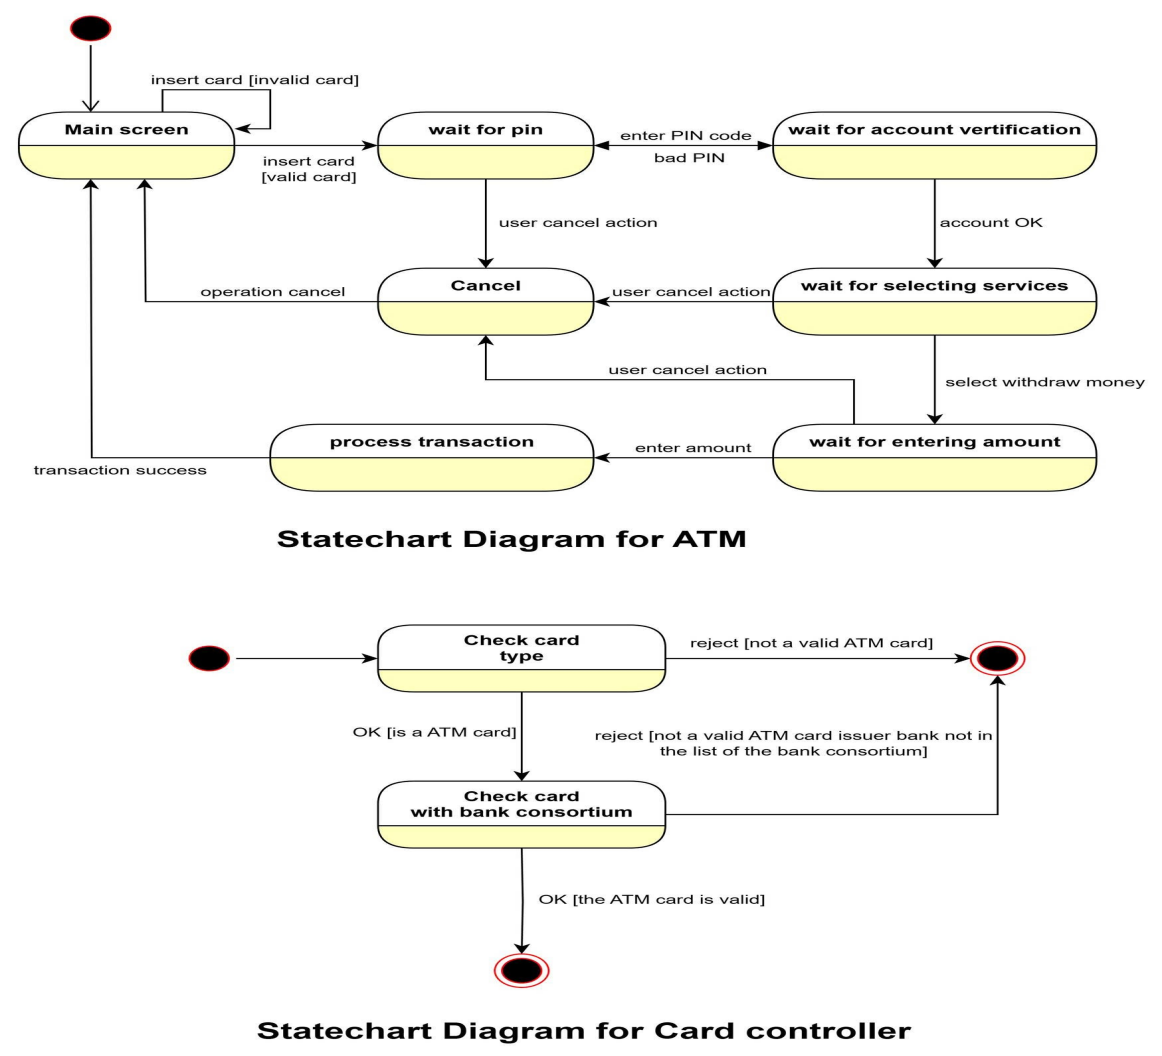 insert card [invalid card]
Main screen
wait for pin
enter PIN code
bad PIN
wait for account vertification
insert card
[valid card]
user cancel action
account OK
Cancel
operation cancel
user cancel action
wait for selecting services
user cancel action
select withdraw money
process transaction
enter amount
wait for entering amount
transaction success
Statechart Diagram for ATM
Check card
type
reject [not a valid ATM card]
OK [is a ATM card]
reject [not a valid ATM card issuer bank not in
the list of the bank consortium]
Check card
with bank consortium
OK [the ATM card is valid]
Statechart Diagram for Card controller